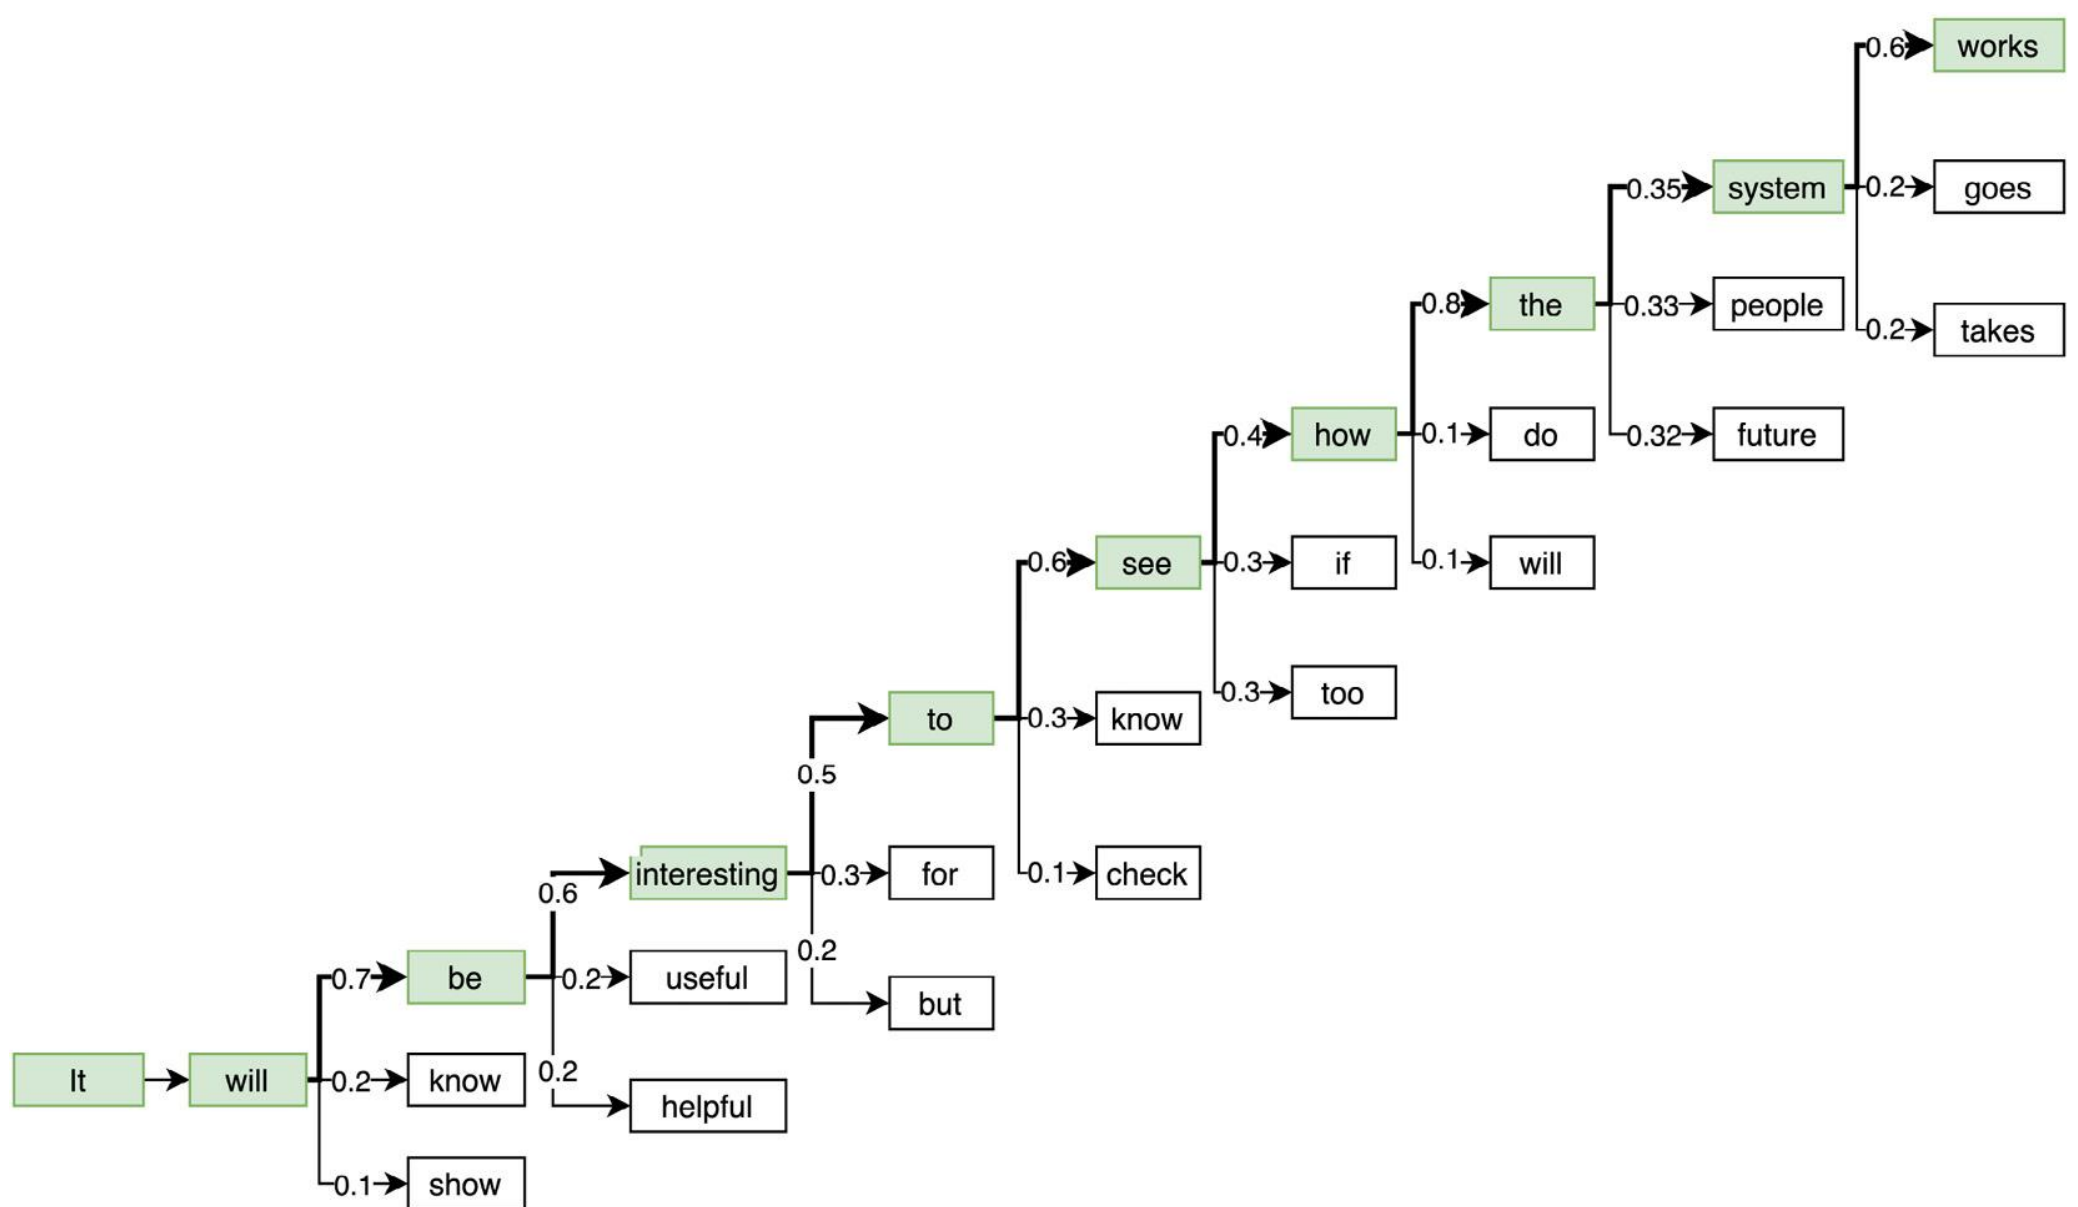 0.6 works
0.35 system 0.2 goes
0.8 the 0.33 people 0.2 takes
0.4 how 0.1 do 0.32 future
0.6 see 0.3 if 0.1 will
0.3 too
to 0.3 know
0.5
interesting 0.3 for 0.1 check
0.6
0.2
0.7 be 0.2 useful
but
0.2
It will 0.2 know
helpful
0.1 show